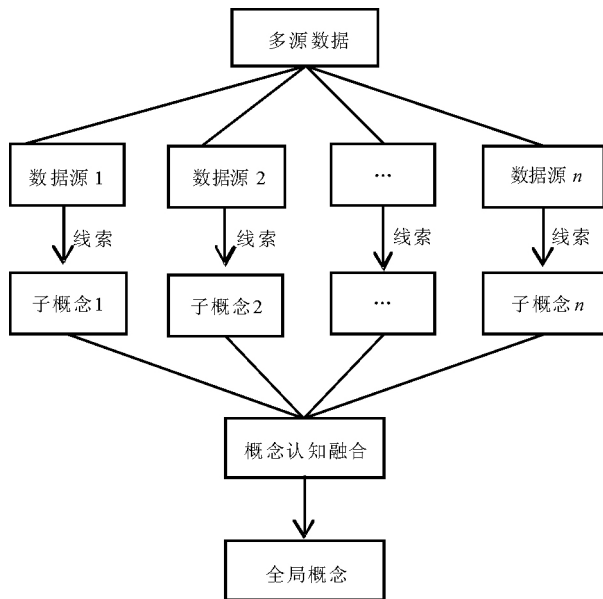 多源数据
数据源 1
数据源 2
…
数据源 n
线索
线索
线索
线索
子概念 1
子概念 2
…
子概念 n
概念认知融合
全局概念